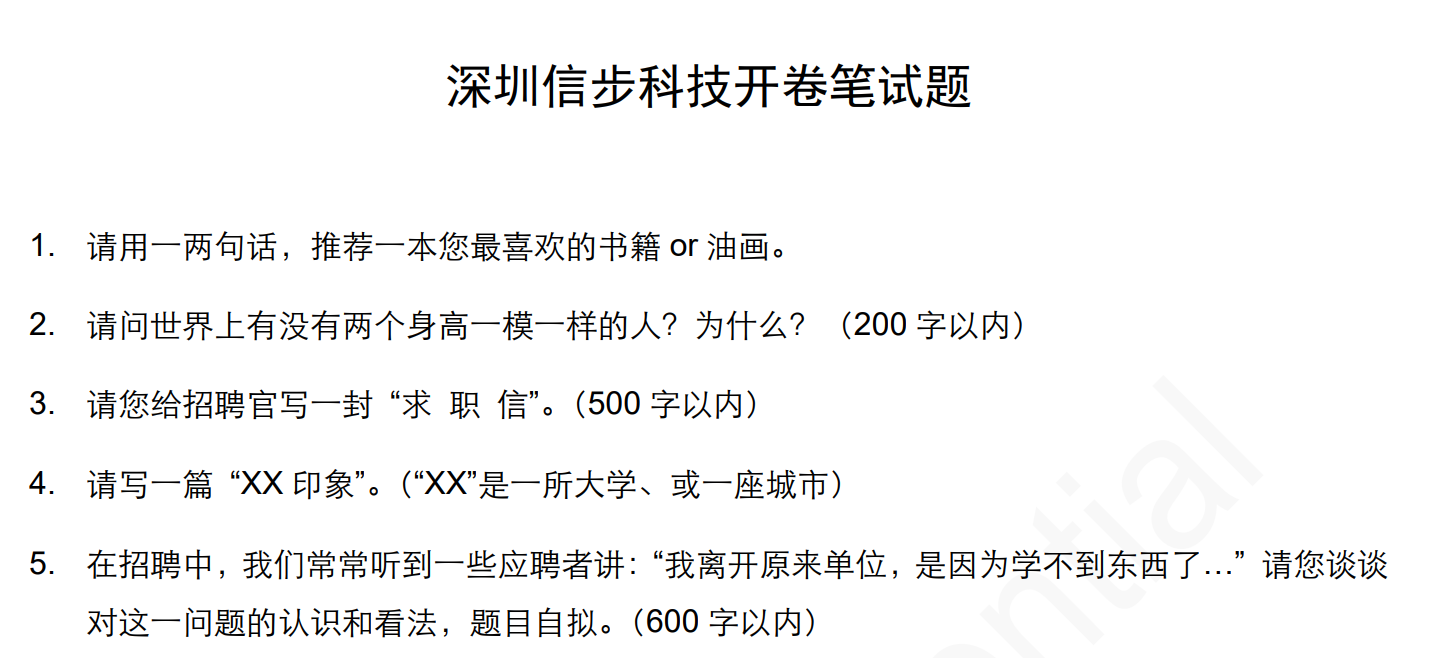 深圳信步科技开卷笔试题
1. 请用一两句话，推荐一本您最喜欢的书籍 or 油画。
2. 请问世界上有没有两个身高一模一样的人？为什么？（200 字以内）
3. 请您给招聘官写一封 “求 职 信”。（500 字以内）
4. 请写一篇 “XX 印象”。（“XX”是一所大学、或一座城市）
5. 在招聘中，我们常常听到一些应聘者讲：“我离开原来单位，是因为学不到东西了...” 请您谈谈
对这一问题的认识和看法，题目自拟。（600 字以内）